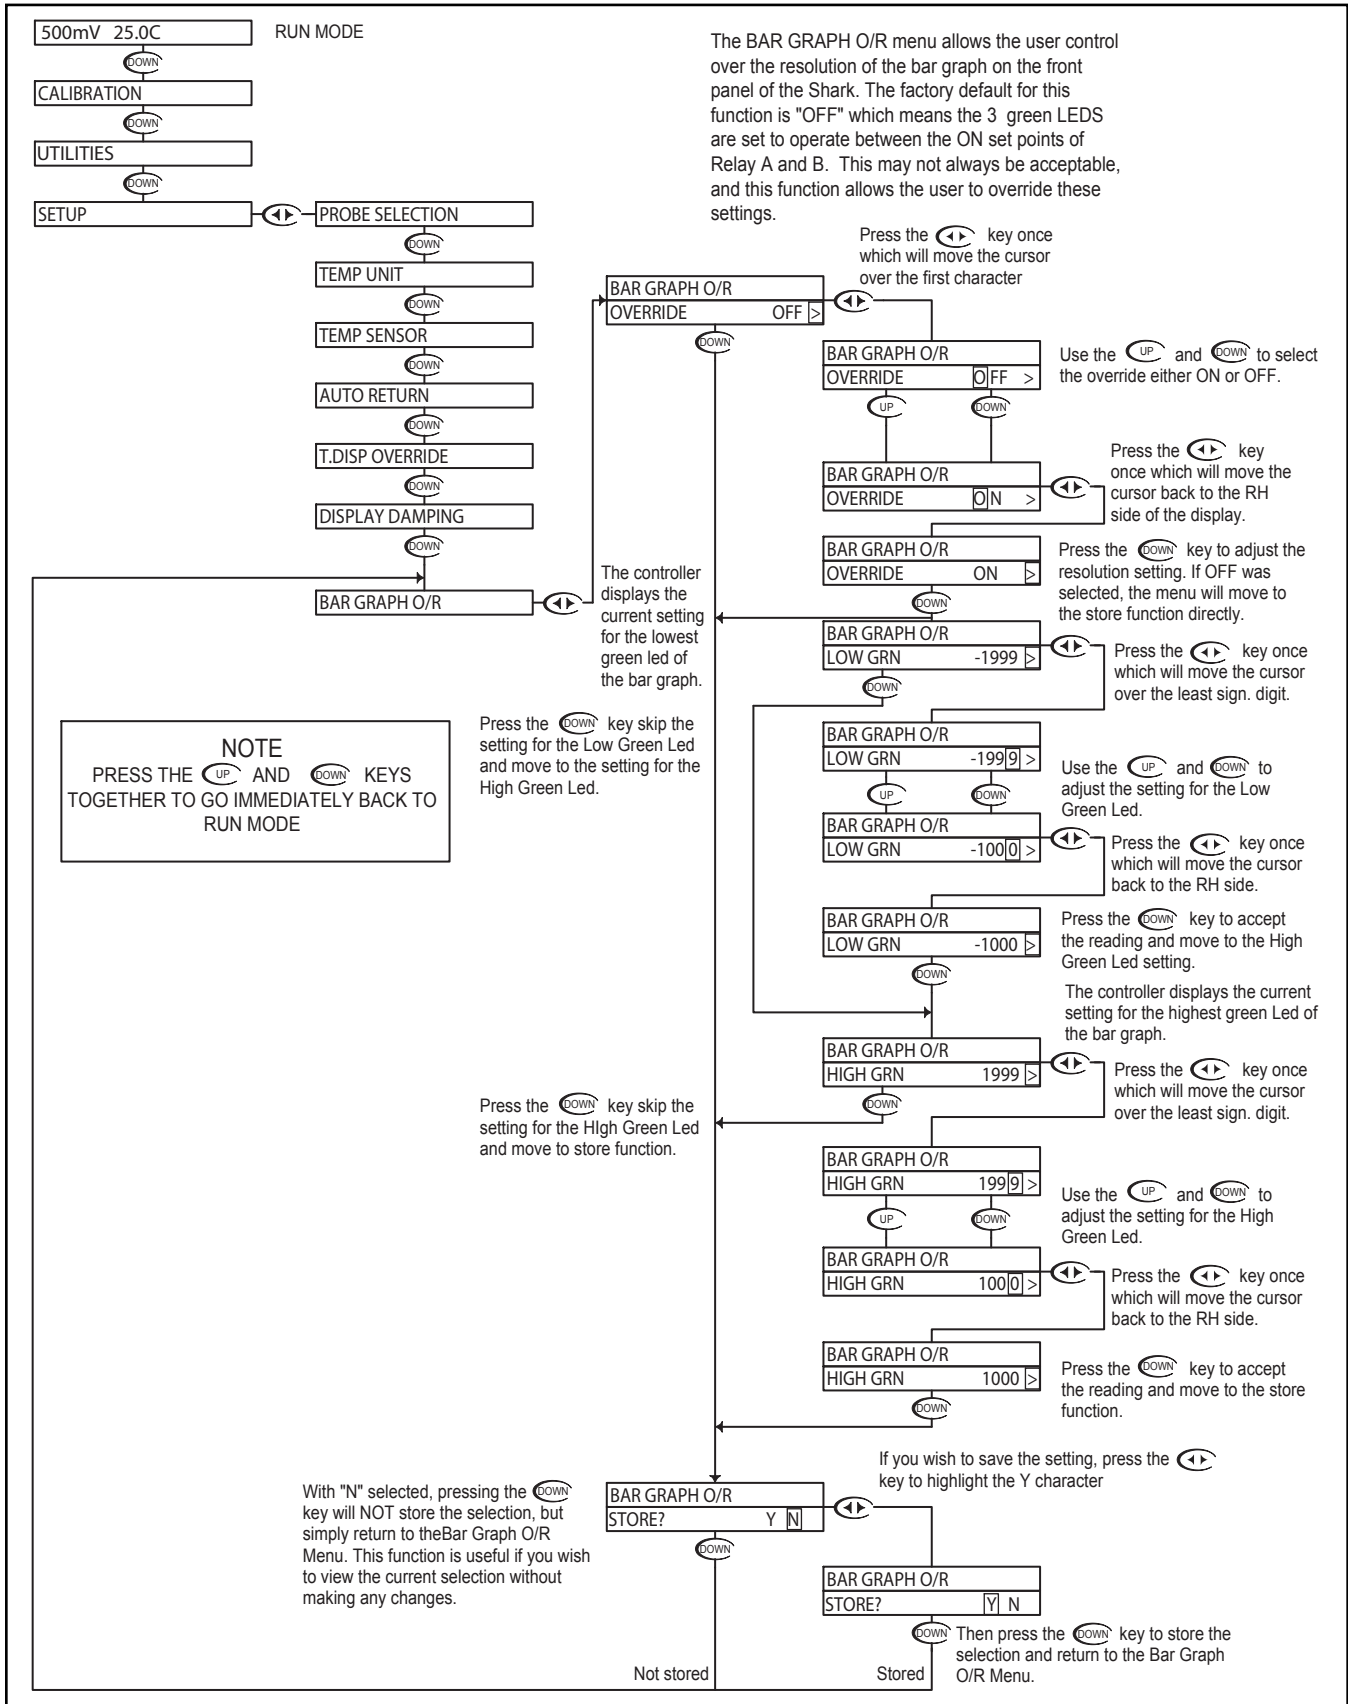 500mV 25.0C
RUN MODE
DOWN
CALIBRATION
DOWN
UTILITIES
DOWN
SETUP
PROBE SELECTION
DOWN
TEMP UNIT
DOWN
TEMP SENSOR
DOWN
AUTO RETURN
DOWN
T.DISP OVERRIDE
DOWN
DISPLAY DAMPING
DOWN
BAR GRAPH O/R
The BAR GRAPH O/R menu allows the user control
over the resolution of the bar graph on the front
panel of the Shark. The factory default for this
function is "OFF" which means the 3 green LEDS
are set to operate between the ON set points of
Relay A and B. This may not always be acceptable,
and this function allows the user to override these
settings.
Press the key once
which will move the cursor
over the first character
BAR GRAPH O/R
OVERRIDE OFF >
DOWN
BAR GRAPH O/R
OVERRIDE OFF >
UP DOWN
Use the UP and DOWN to select
the override either ON or OFF.
BAR GRAPH O/R
OVERRIDE ON >
Press the key
once which will move the
cursor back to the RH
side of the display.
BAR GRAPH O/R
OVERRIDE ON >
DOWN
Press the DOWN key to adjust the
resolution setting. If OFF was
selected, the menu will move to
the store function directly.
The controller
displays the
current setting
for the lowest
green led of
the bar graph.
BAR GRAPH O/R
LOW GRN -1999 >
DOWN
Press the key once
which will move the cursor
over the least sign. digit.
Press the DOWN key skip the
setting for the Low Green Led
and move to the setting for the
High Green Led.
BAR GRAPH O/R
LOW GRN -1999 >
UP DOWN
Use the UP and DOWN to
adjust the setting for the Low
Green Led.
NOTE
PRESS THE UP AND DOWN KEYS
TOGETHER TO GO IMMEDIATELY BACK TO
RUN MODE
BAR GRAPH O/R
LOW GRN -1000 >
Press the key once
which will move the cursor
back to the RH side.
BAR GRAPH O/R
LOW GRN -1000 >
DOWN
Press the DOWN key to accept
the reading and move to the High
Green Led setting.
The controller displays the current
setting for the highest green Led of
the bar graph.
BAR GRAPH O/R
HIGH GRN 1999 >
DOWN
Press the key once
which will move the cursor
over the least sign. digit.
Press the DOWN key skip the
setting for the HIgh Green Led
and move to store function.
BAR GRAPH O/R
HIGH GRN 1999 >
UP DOWN
Use the UP and DOWN to
adjust the setting for the High
Green Led.
BAR GRAPH O/R
HIGH GRN 1000 >
Press the key once
which will move the cursor
back to the RH side.
BAR GRAPH O/R
HIGH GRN 1000 >
DOWN
Press the DOWN key to accept
the reading and move to the store
function.
If you wish to save the setting, press the
key to highlight the Y character
With "N" selected, pressing the DOWN
key will NOT store the selection, but
simply return to theBar Graph O/R
Menu. This function is useful if you wish
to view the current selection without
making any changes.
BAR GRAPH O/R
STORE? Y N
DOWN
BAR GRAPH O/R
STORE? Y N
DOWN
Then press the DOWN key to store the
selection and return to the Bar Graph
O/R Menu.
Not stored
Stored